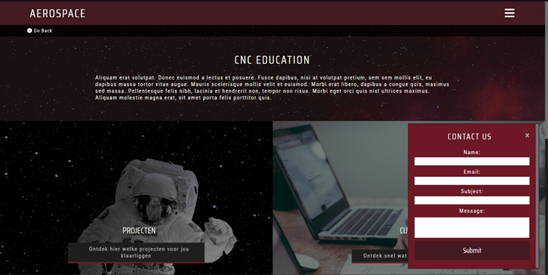 AEROSPACE
Go Back
CNC EDUCATION
Aliquam erat volutpat. Donec euismod a lectus et posuere. Fusce dapibus, nisi at volutpat pretium, sem sem mollis elit, eu
dapibus massa tortor vitae augue. Mauris scelerisque mollis velit et euismod. Morbi erat libero, dapibus a congue quis, maximus
sed massa. Pellentesque felis nibh, lacinia et hendrerit non, tempor non risus. Morbi eget orci quis nisl ultrices maximus.
Aliquam molestie magna erat, sit amet porta felis porttitor quis.
CONTACT US
x
Name:
Email:
Subject:
Message:
Submit
PROJECTEN
Ontdek hier welke projecten voor jou
klaarliggen
CU
Ontdek snel wat